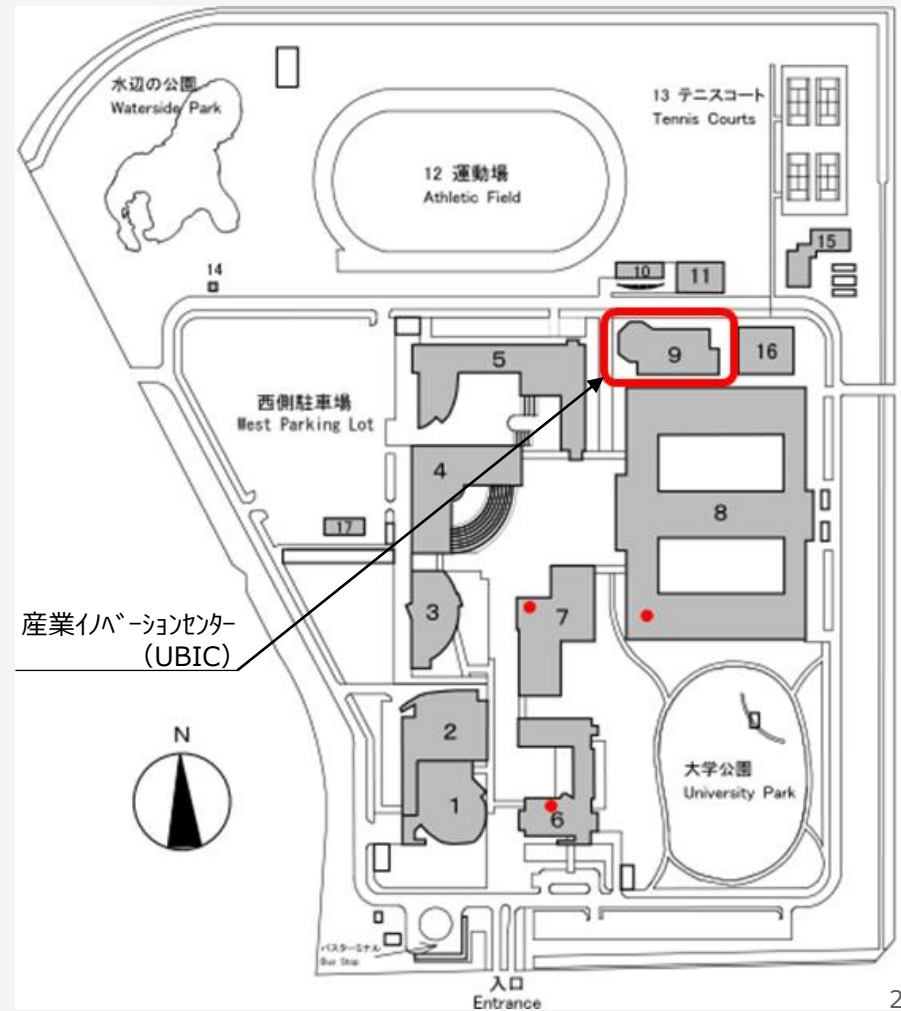 水辺の公園
Waterside Park
12 運動場
Athletic Field
13 テニスコート
Tennis Courts
14
10
11
15
5
9
16
西側駐車場
West Parking Lot
4
8
17
3
7
産業イノベーションセンター
(UBIC)
2
N
1
6
大学公園
University Park
バスターミナル
Bus Stop
入口
Entrance
2